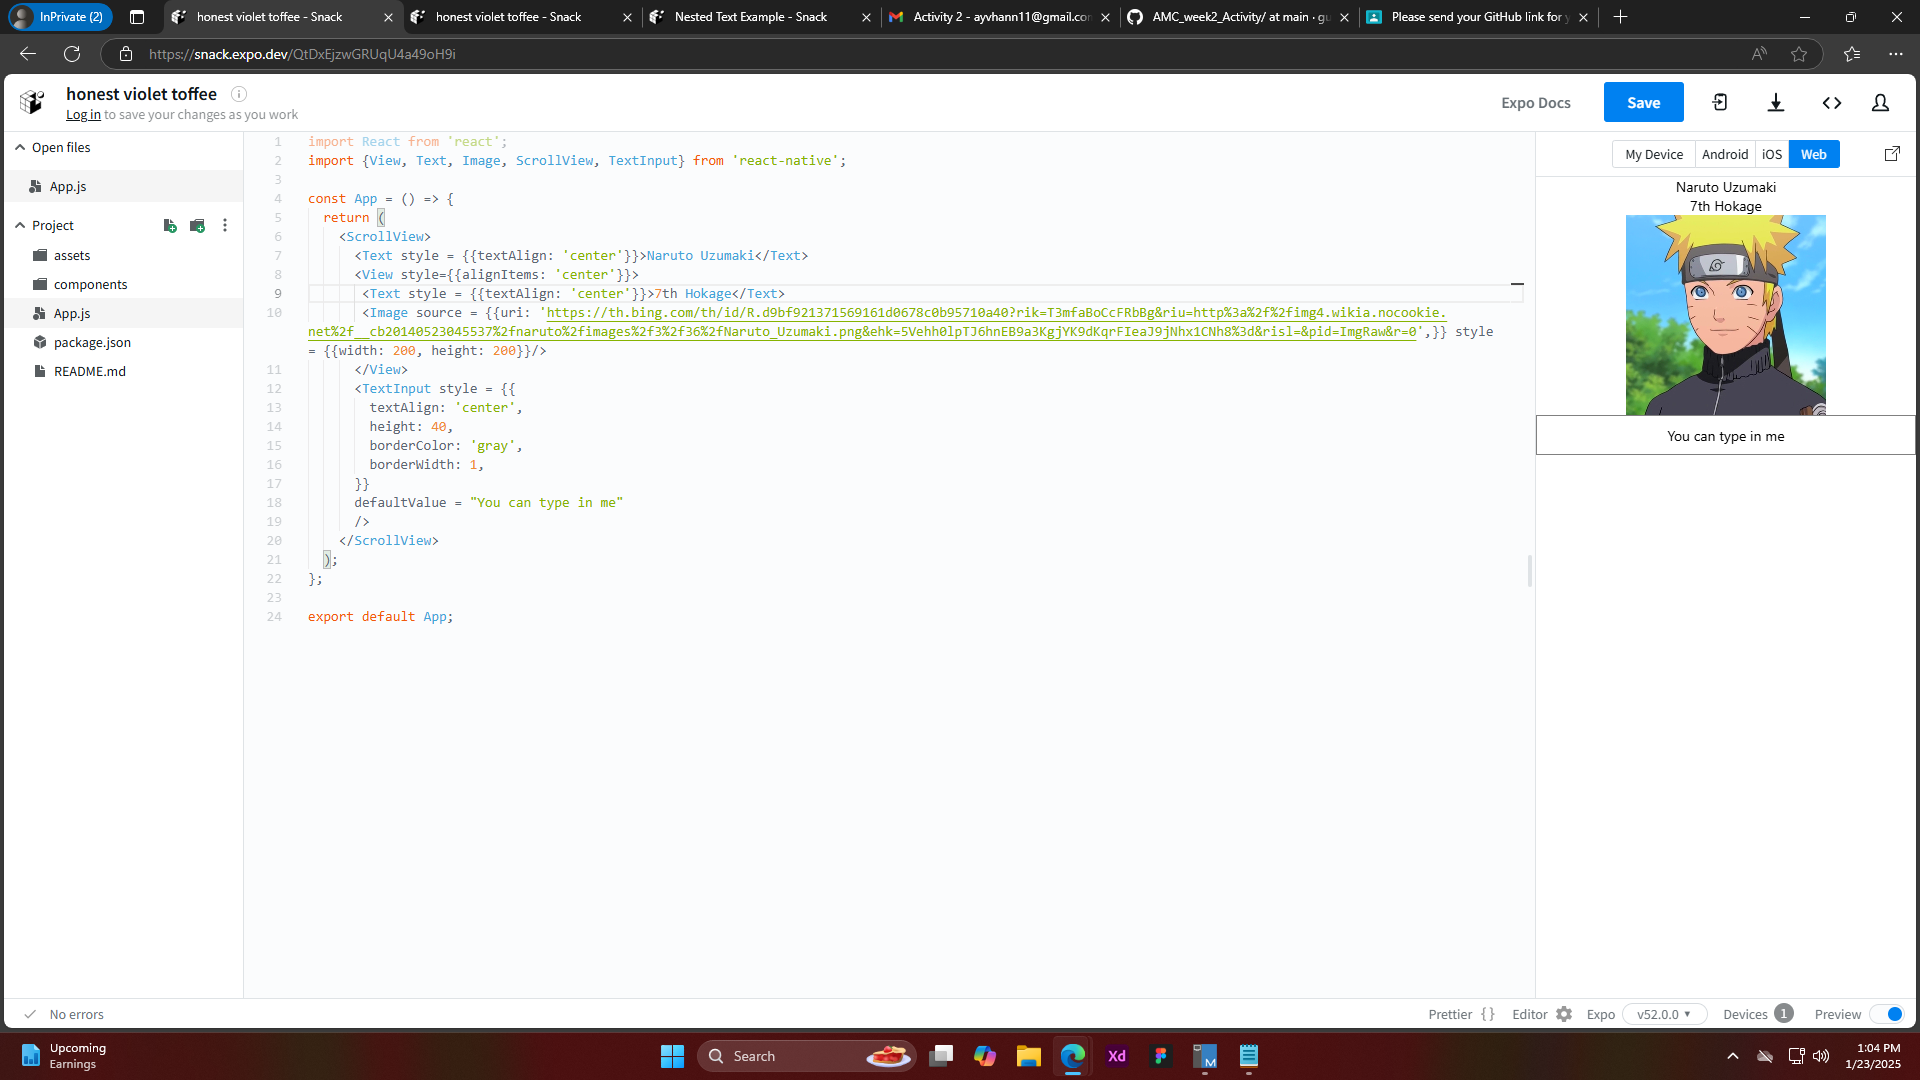 InPrivate (2)
honest violet toffee - Snack
honest violet toffee - Snack
Nested Text Example - Snack
Activity 2 - ayvhann11@gmail.co
AMC_week2_Activity/ at main · gu
Please send your GitHub link for y
https://snack.expo.dev/QtDxEjzwGRUqU4a49oH9i
honest violet toffee
Log in to save your changes as you work
Expo Docs
Save
Open files
App.js
Project
assets
components
App.js
package.json
README.md
1 import React from 'react';
2 import {View, Text, Image, ScrollView, TextInput} from 'react-native';
3
4 const App = () => {
5 return (
6 <ScrollView>
7 <Text style = {{textAlign: 'center'}}>Naruto Uzumaki</Text>
8 <View style={{alignItems: 'center'}}>
9 <Text style = {{textAlign: 'center'}}>7th Hokage</Text>
10 <Image source = {{uri: 'https://th.bing.com/th/id/R.d9bf921371569161d0678c0b95710a40?rik=T3mfaBoCcFRbBg&riu=http%3a%2f%2fimg4.wikia.nocookie.
net%2f__cb20140523045537%2fnaruto%2fimages%2f3%2f36%2fNaruto_Uzumaki.png&ehk=5Vehh0lpTJ6hnEB9a3KgjYK9dKqrFIeaJ9jNhx1CNh8%3d&risl=&pid=ImgRaw&r=0',}} style
= {{width: 200, height: 200}}/>
11 </View>
12 <TextInput style = {{
13 textAlign: 'center',
14 height: 40,
15 borderColor: 'gray',
16 borderWidth: 1,
17 }}
18 defaultValue = "You can type in me"
19 />
20 </ScrollView>
21 );
22 };
23
24 export default App;
My Device
Android
iOS
Web
Naruto Uzumaki
7th Hokage
You can type in me
No errors
Prettier { }
Editor
Expo
v52.0.0
Devices 1
Preview
Upcoming
Earnings
Search
Xd
M
1:04 PM
1/23/2025